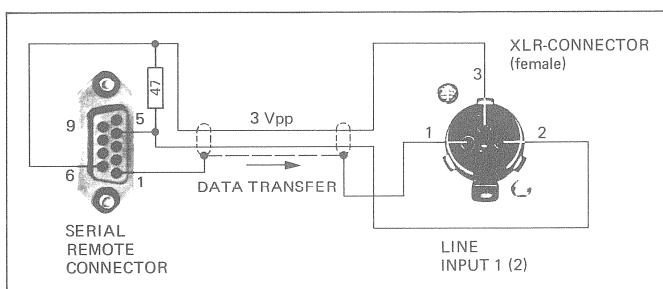 XLR-CONNECTOR
(female)
3
47
5
9
3 Vpp
1
2
6
1
DATA TRANSFER
SERIAL
REMOTE
CONNECTOR
LINE
INPUT 1 (2)